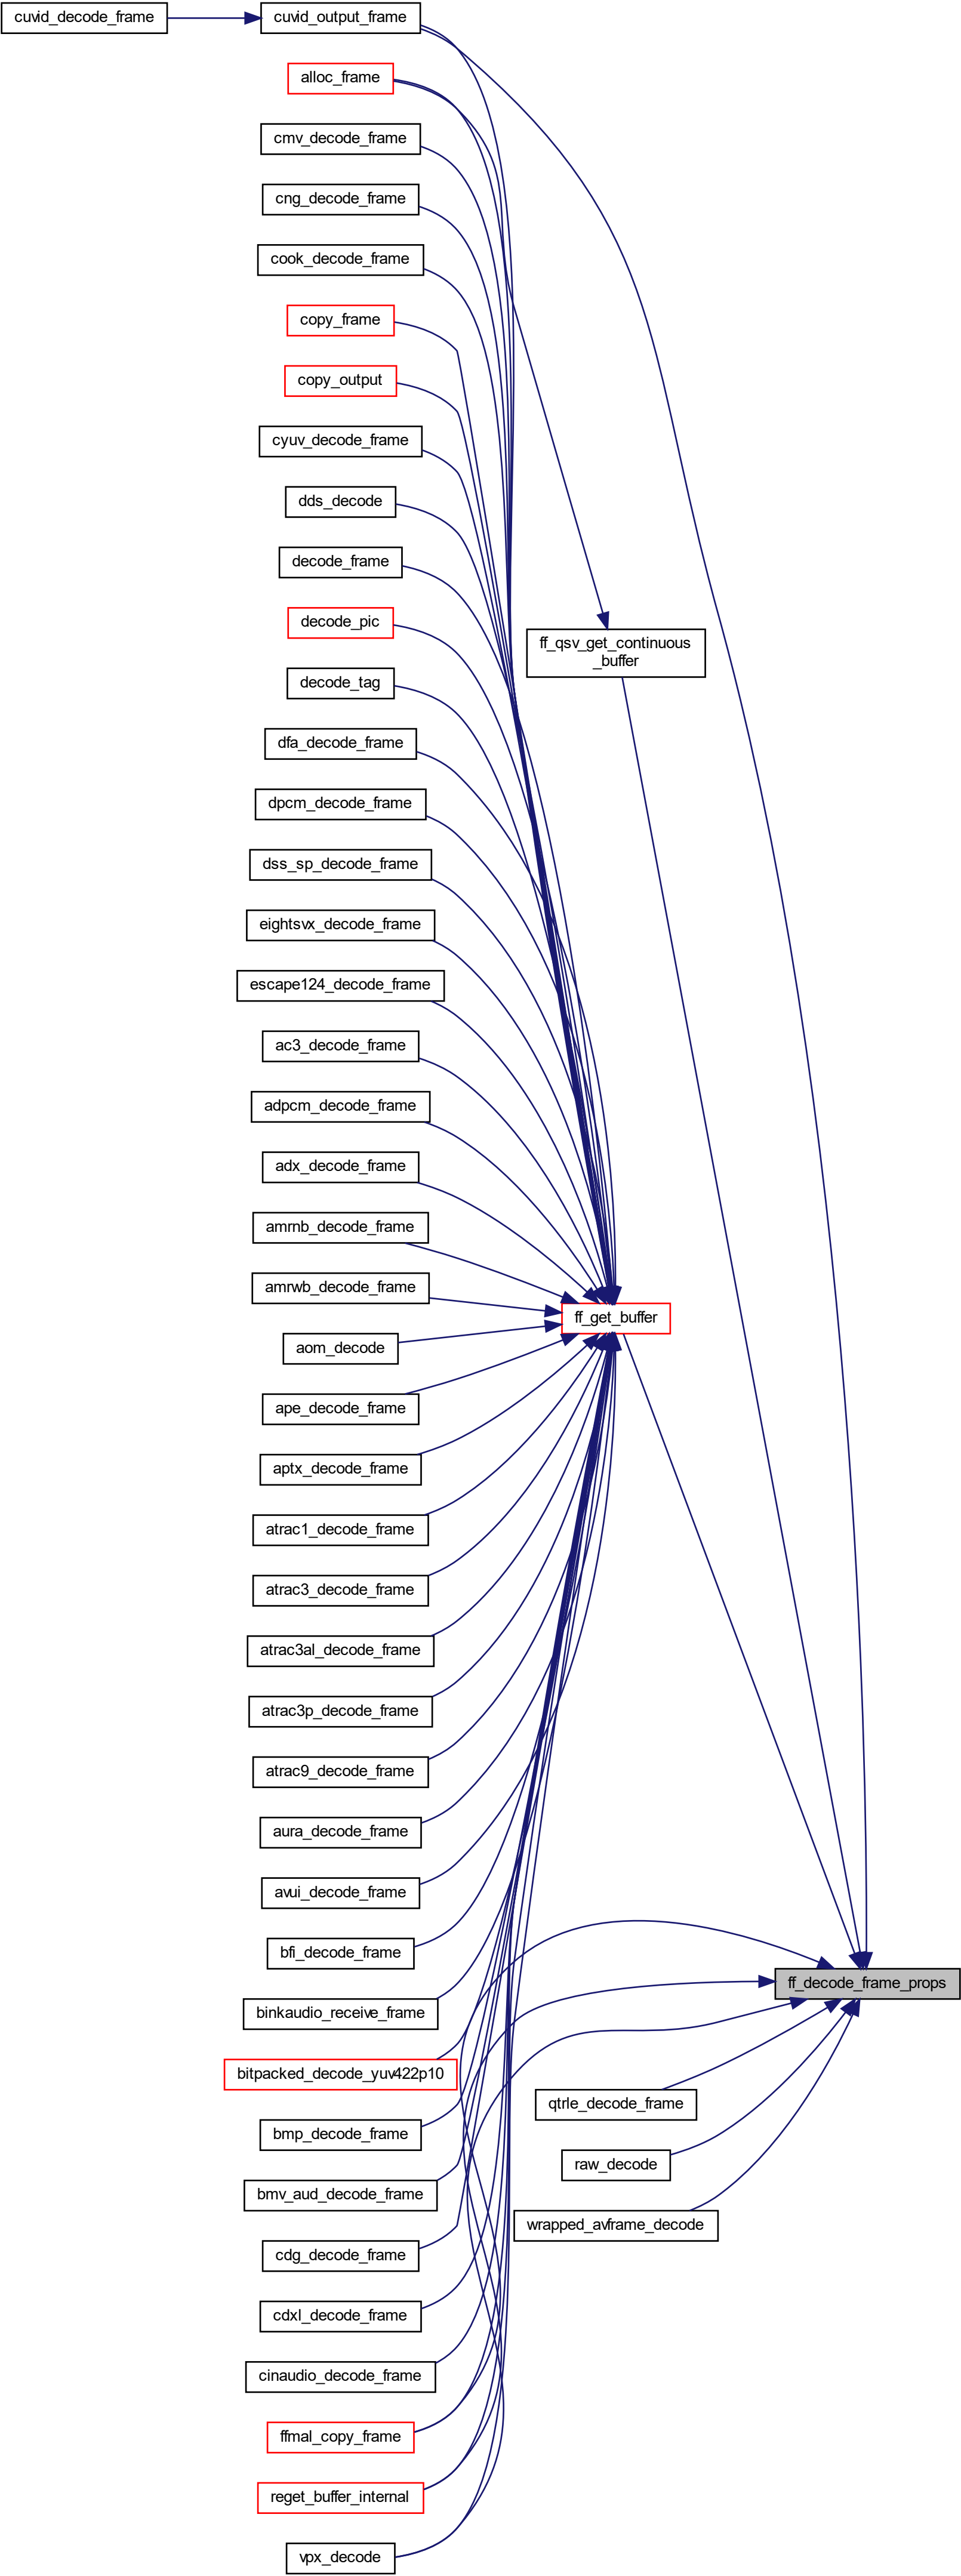 cuvid_decode_frame
cuvid_output_frame
alloc_frame
cmv_decode_frame
cng_decode_frame
cook_decode_frame
copy_frame
copy_output
cyuv_decode_frame
dds_decode
decode_frame
decode_pic
ff_qsv_get_continuous
_buffer
decode_tag
dfa_decode_frame
dpcm_decode_frame
dss_sp_decode_frame
eightsvx_decode_frame
escape124_decode_frame
ac3_decode_frame
adpcm_decode_frame
adx_decode_frame
amrnb_decode_frame
amrwb_decode_frame
ff_get_buffer
aom_decode
ape_decode_frame
aptx_decode_frame
atrac1_decode_frame
atrac3_decode_frame
atrac3al_decode_frame
atrac3p_decode_frame
atrac9_decode_frame
aura_decode_frame
avui_decode_frame
bfi_decode_frame
ff_decode_frame_props
binkaudio_receive_frame
bitpacked_decode_yuv422p10
qtrle_decode_frame
bmp_decode_frame
raw_decode
bmv_aud_decode_frame
wrapped_avframe_decode
cdg_decode_frame
cdxl_decode_frame
cinaudio_decode_frame
ffmal_copy_frame
reget_buffer_internal
vpx_decode